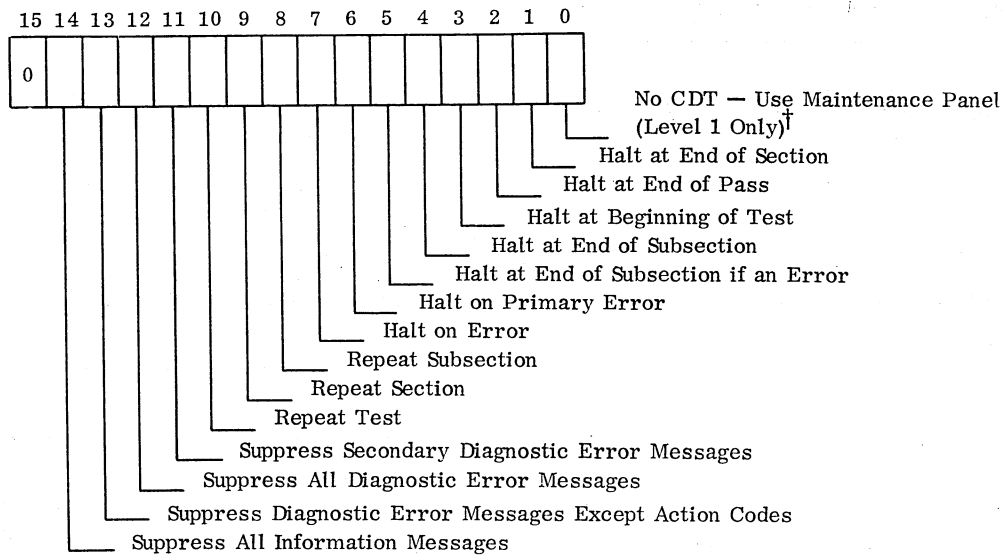 15 14 13 12 11 10 9 8 7 6 5 4 3 2 1 0
0
No CDT — Use Maintenance Panel
(Level 1 Only)†
Halt at End of Section
Halt at End of Pass
Halt at Beginning of Test
Halt at End of Subsection
Halt at End of Subsection if an Error
Halt on Primary Error
Halt on Error
Repeat Subsection
Repeat Section
Repeat Test
Suppress Secondary Diagnostic Error Messages
Suppress All Diagnostic Error Messages
Suppress Diagnostic Error Messages Except Action Codes
Suppress All Information Messages